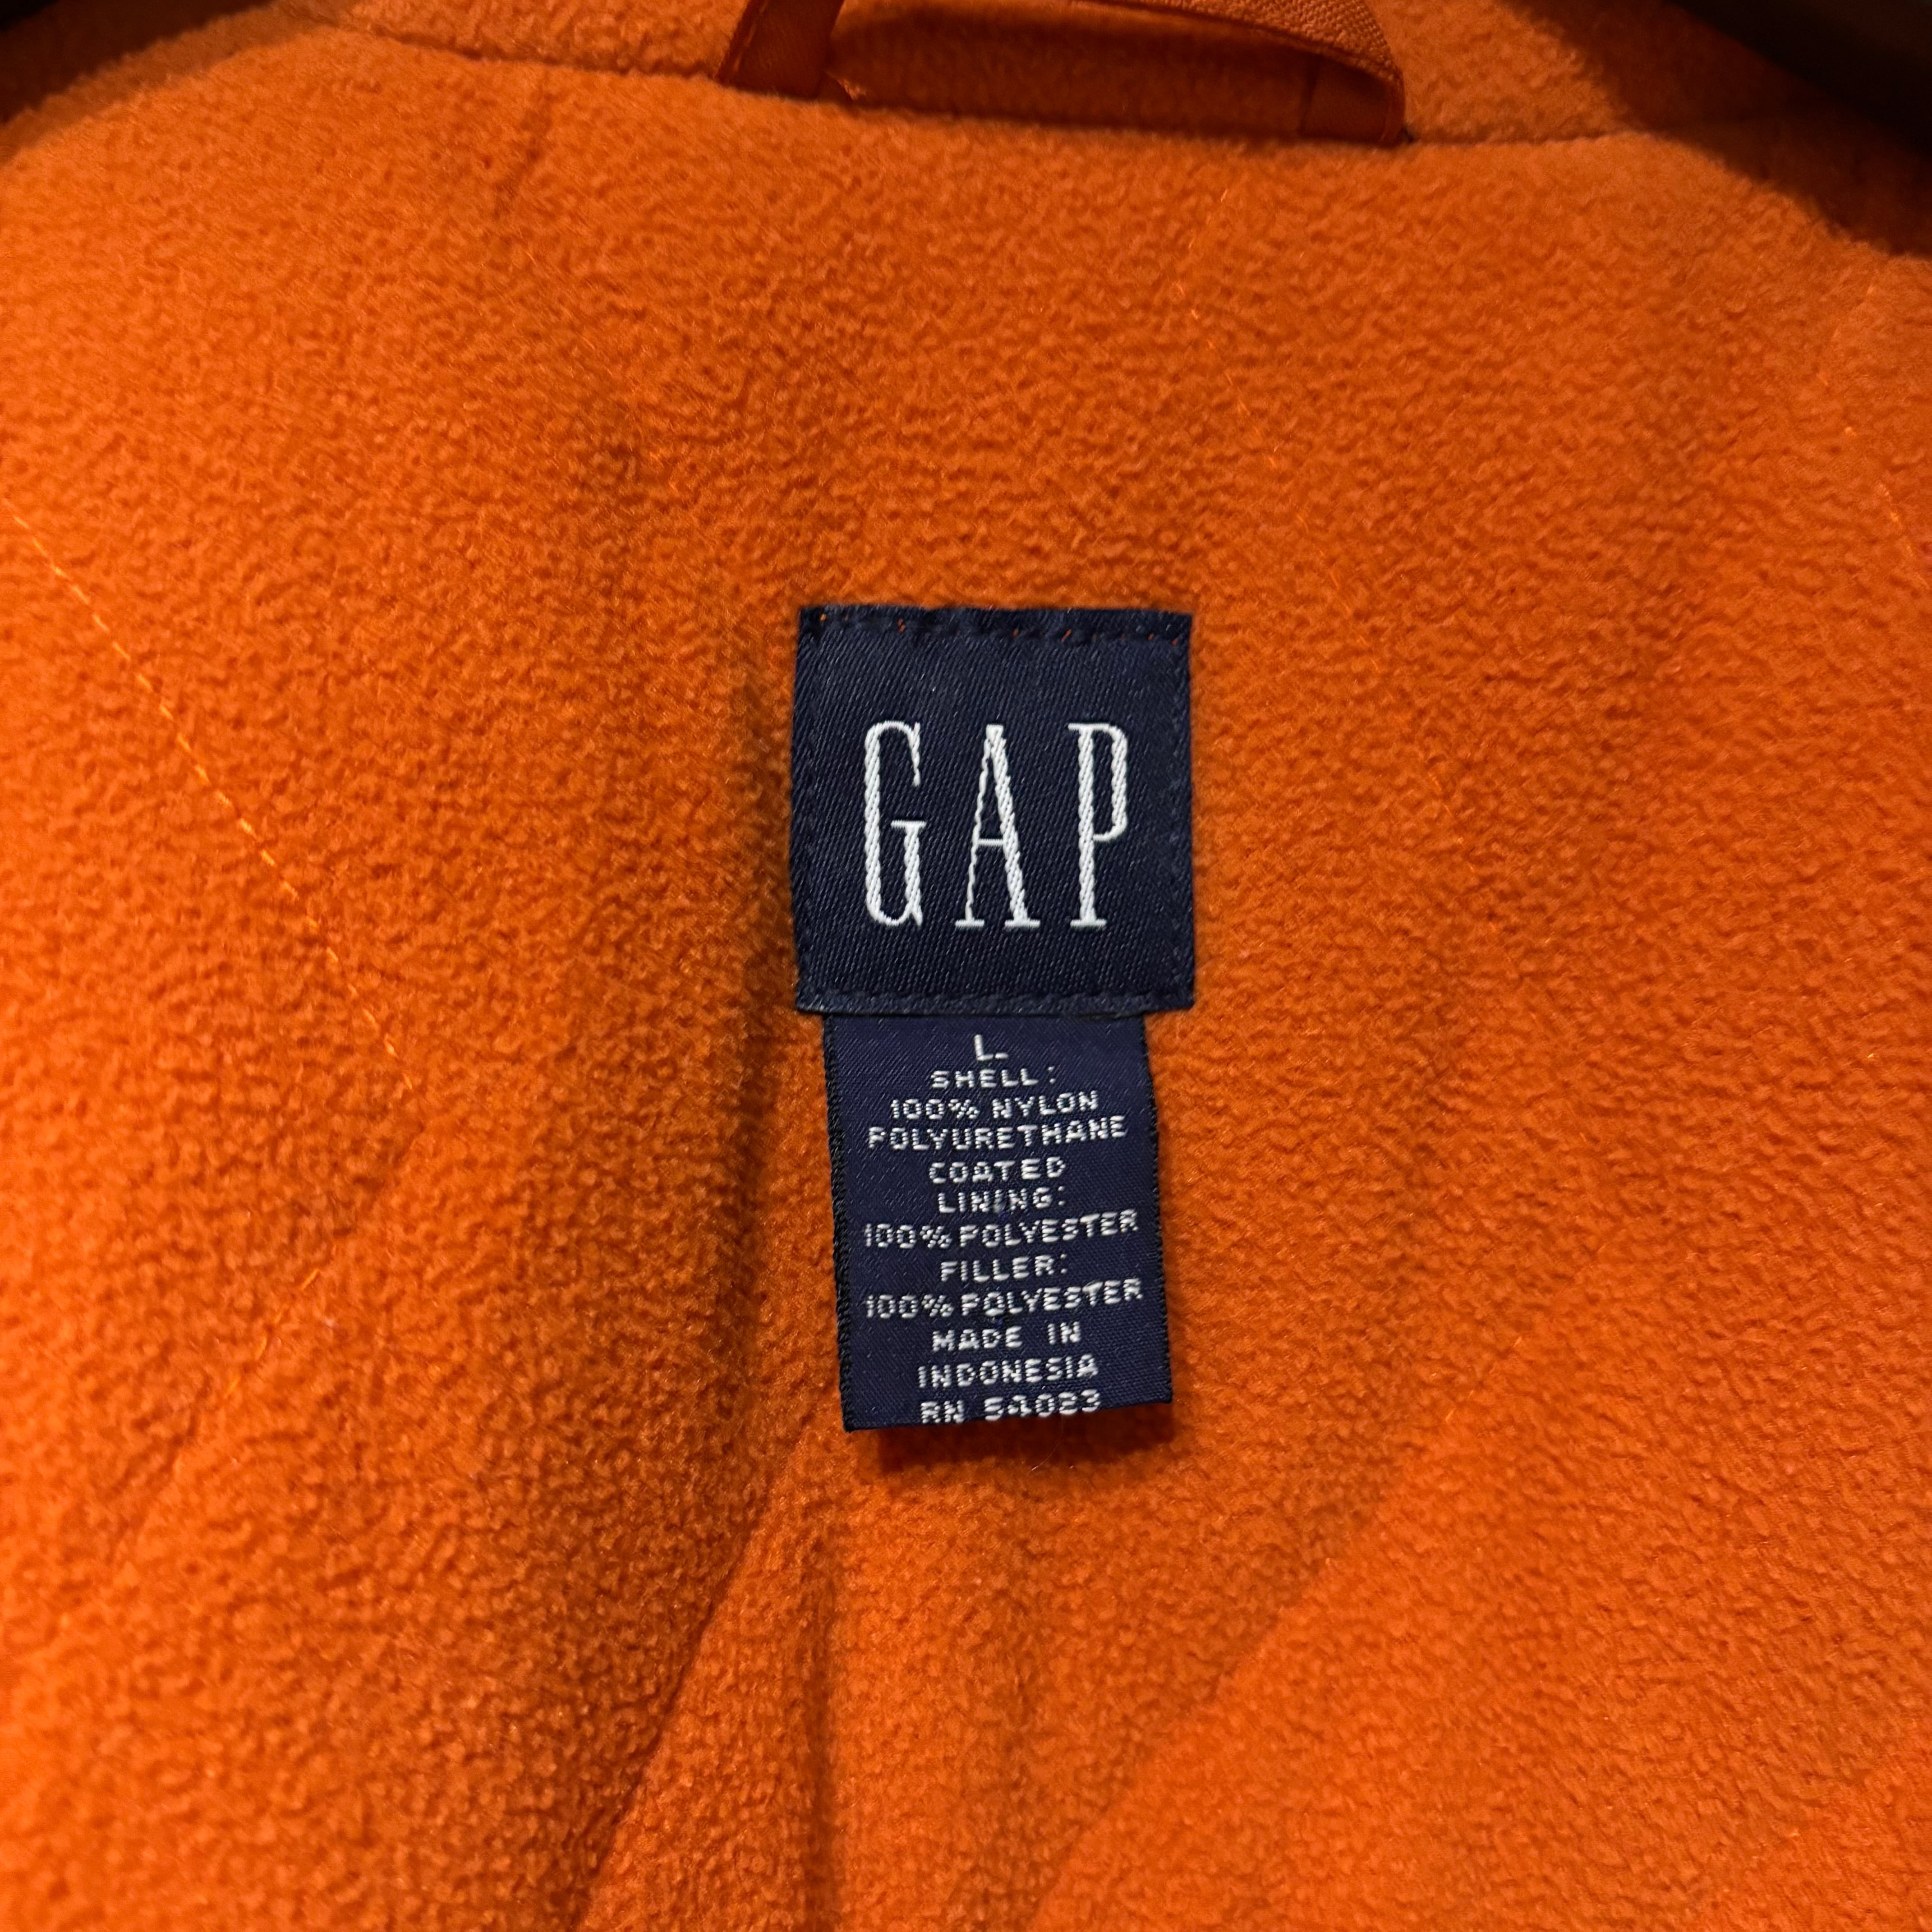 GAP
L
SHELL:
100% NYLON
POLYURETHANE
COATED
LINING:
100% POLYESTER
FILLER:
100% POLYESTER
MADE IN
INDONESIA
RN 54023